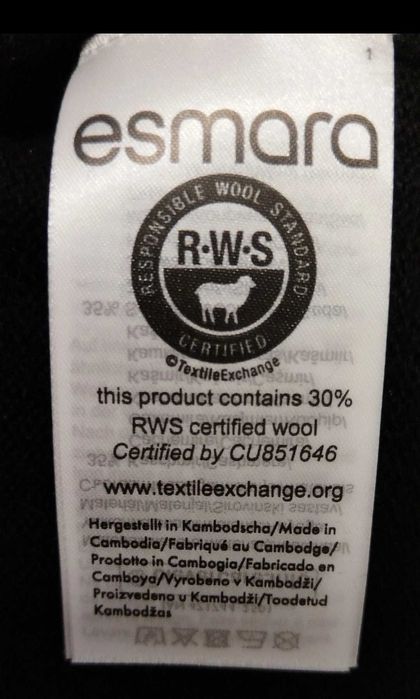 1
esmara
RESPONSIBLE WOOL STANDARD
R·W·S
CERTIFIED
©TextileExchange
this product contains 30%
RWS certified wool
Certified by CU851646
www.textileexchange.org
Hergestellt in Kambodscha/Made in
Cambodia/Fabriqué au Cambodge/
Prodotto in Cambogia/Fabricado en
Camboya/Vyrobeno v Kambodži/
Proizvedeno u Kambodži/Toodetud
Kambodžas